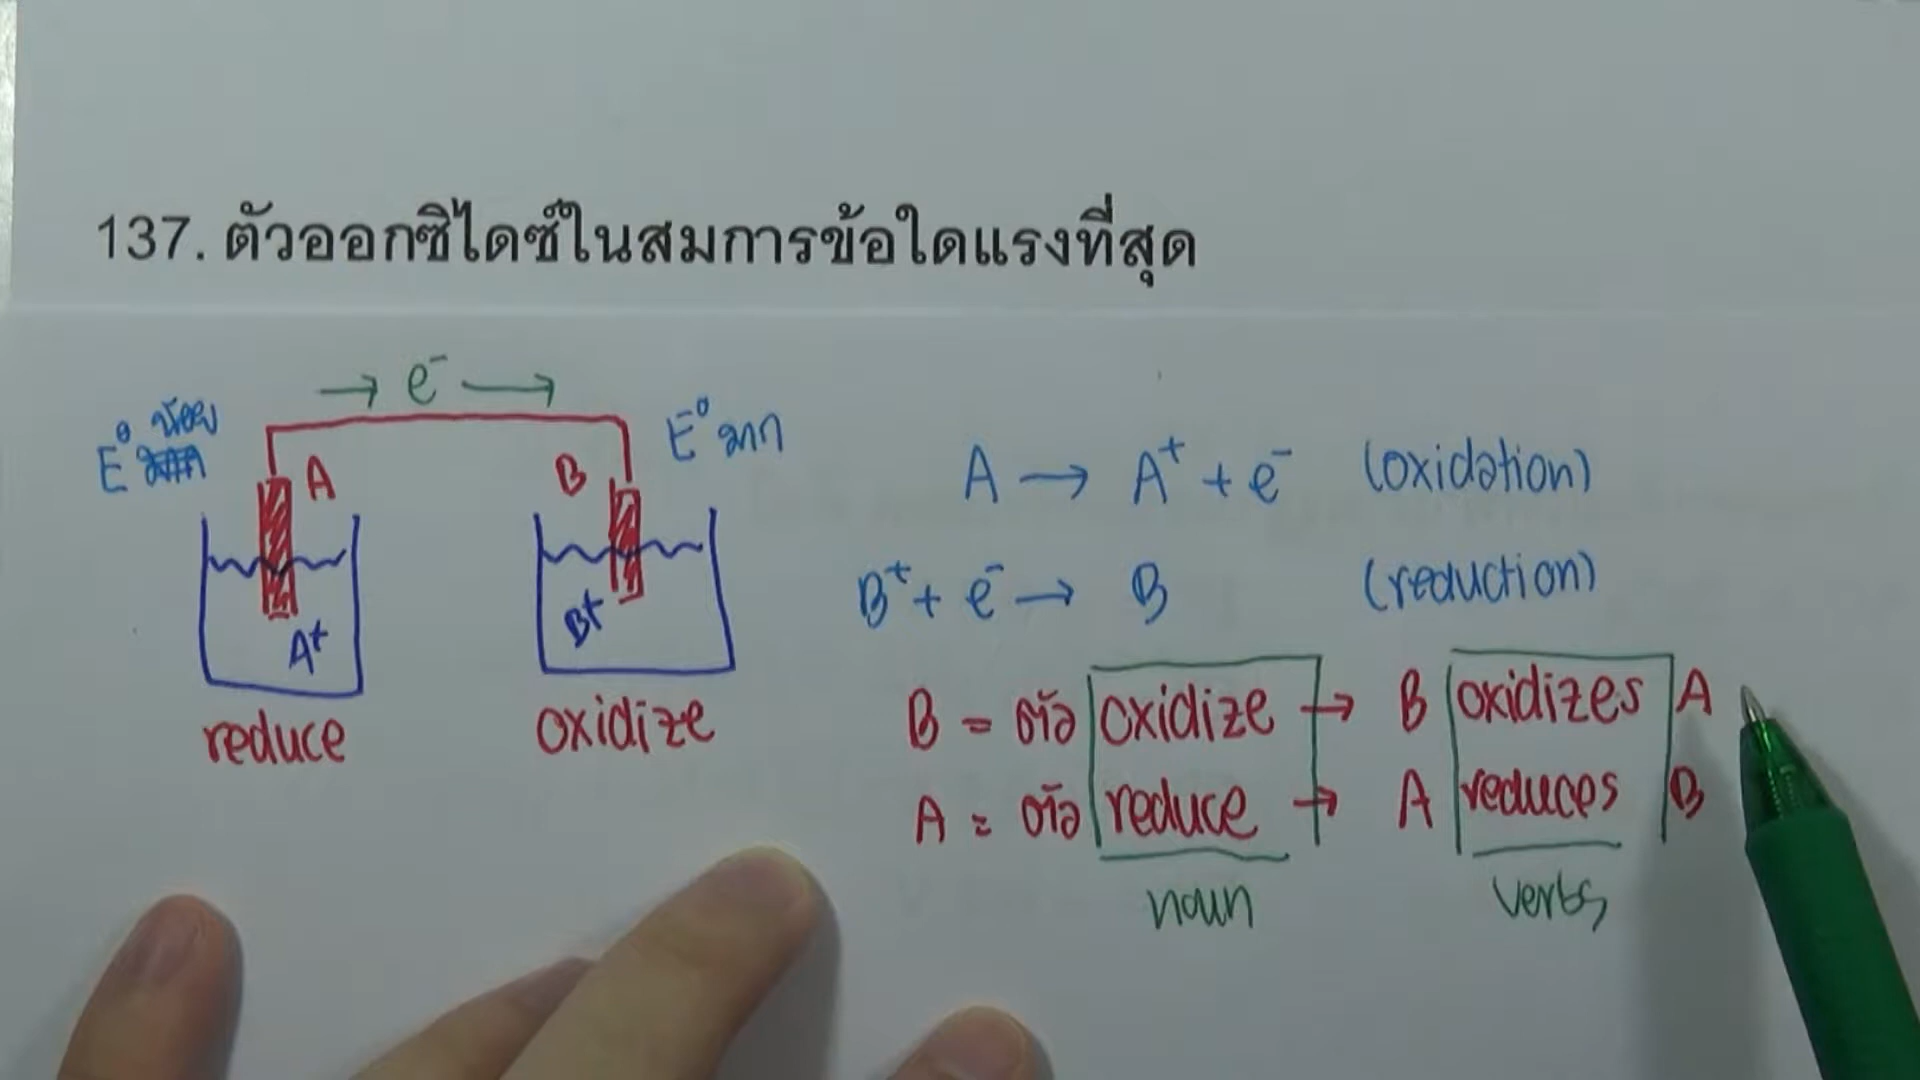 137. ตัวออกซิไดซ์ในสมการข้อใดแรงที่สุด
→ e⁻ →
E° น้อย
E° มาก
A
B
A⁺
B⁺
reduce
oxidize
A → A⁺ + e⁻ (oxidation)
B⁺ + e⁻ → B (reduction)
B = ตัว oxidize → B oxidizes A
A = ตัว reduce → A reduces B
noun
verbs